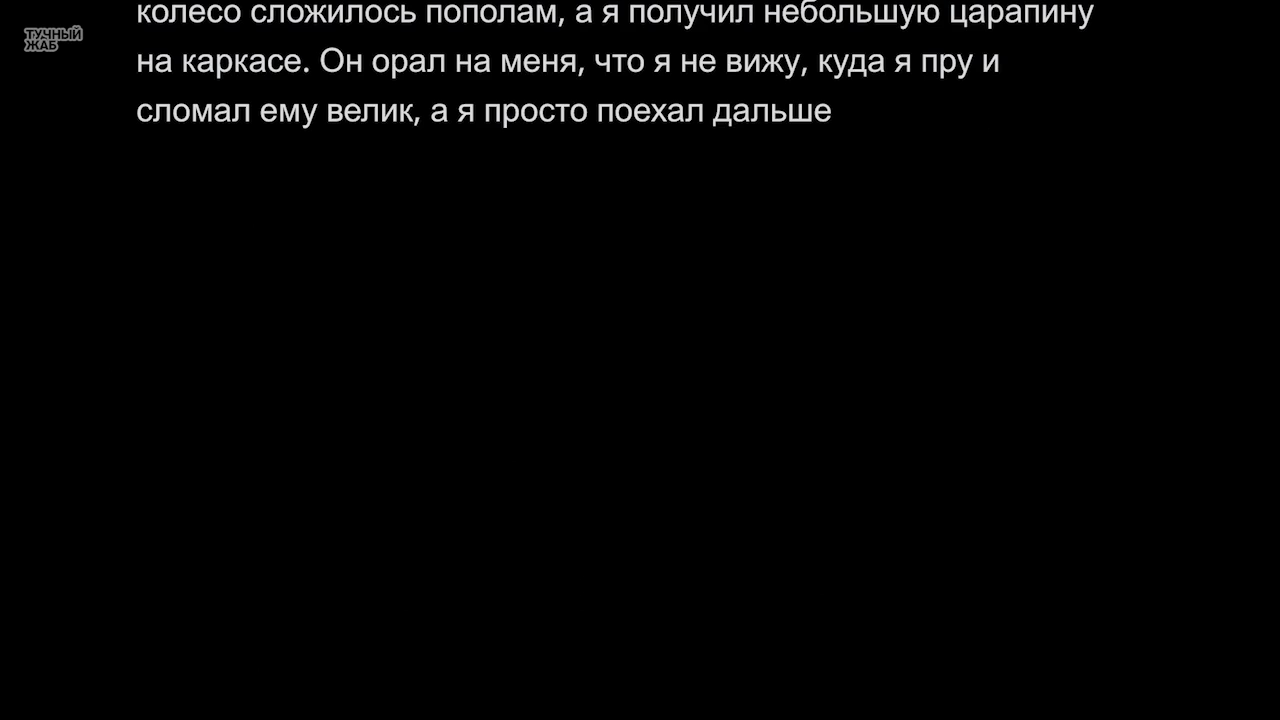 ТУЧНЫЙ
ЖАБ
колесо сложилось пополам, а я получил небольшую царапину
на каркасе. Он орал на меня, что я не вижу, куда я пру и
сломал ему велик, а я просто поехал дальше